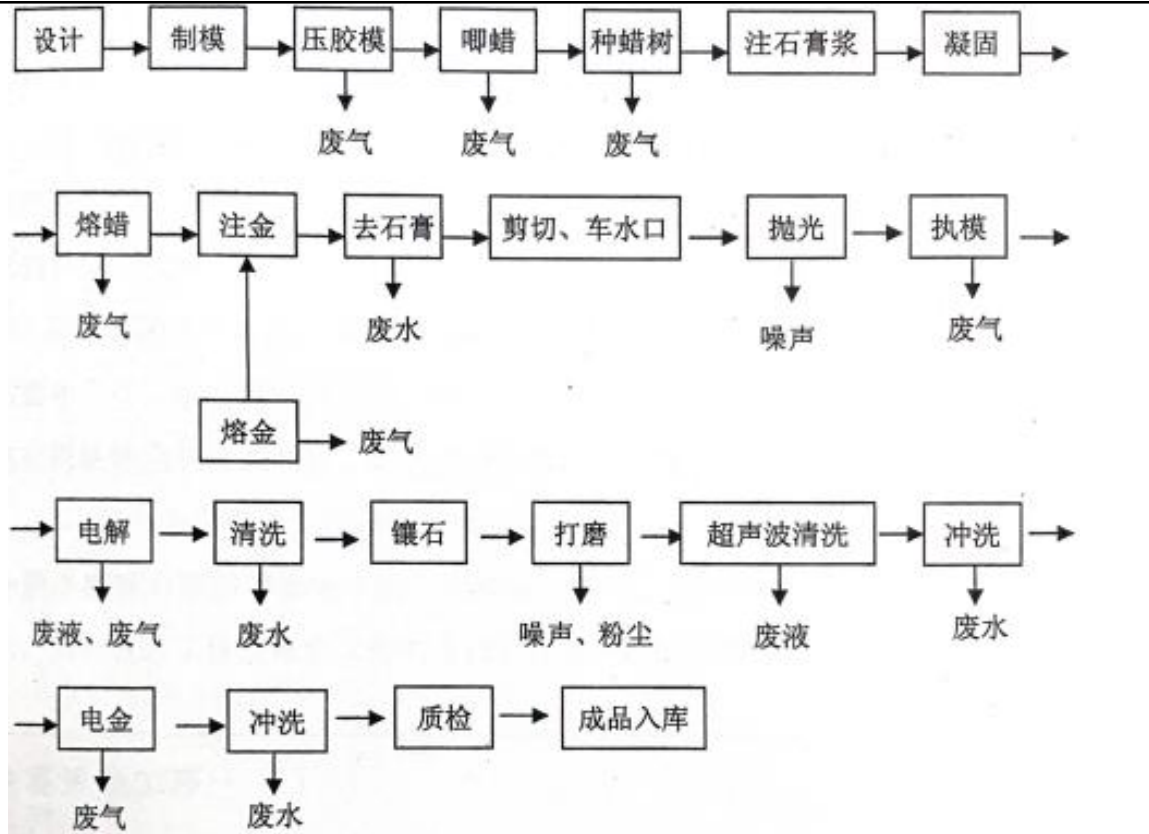 设计 制模 压胶模 唧蜡 种蜡树 注石膏浆 凝固
废气 废气 废气
熔蜡 注金 去石膏 剪切、车水口 抛光 执模
废气 废水 噪声 废气
熔金 废气
电解 清洗 镶石 打磨 超声波清洗 冲洗
废液、废气 废水 噪声、粉尘 废液 废水
电金 冲洗 质检 成品入库
废气 废水